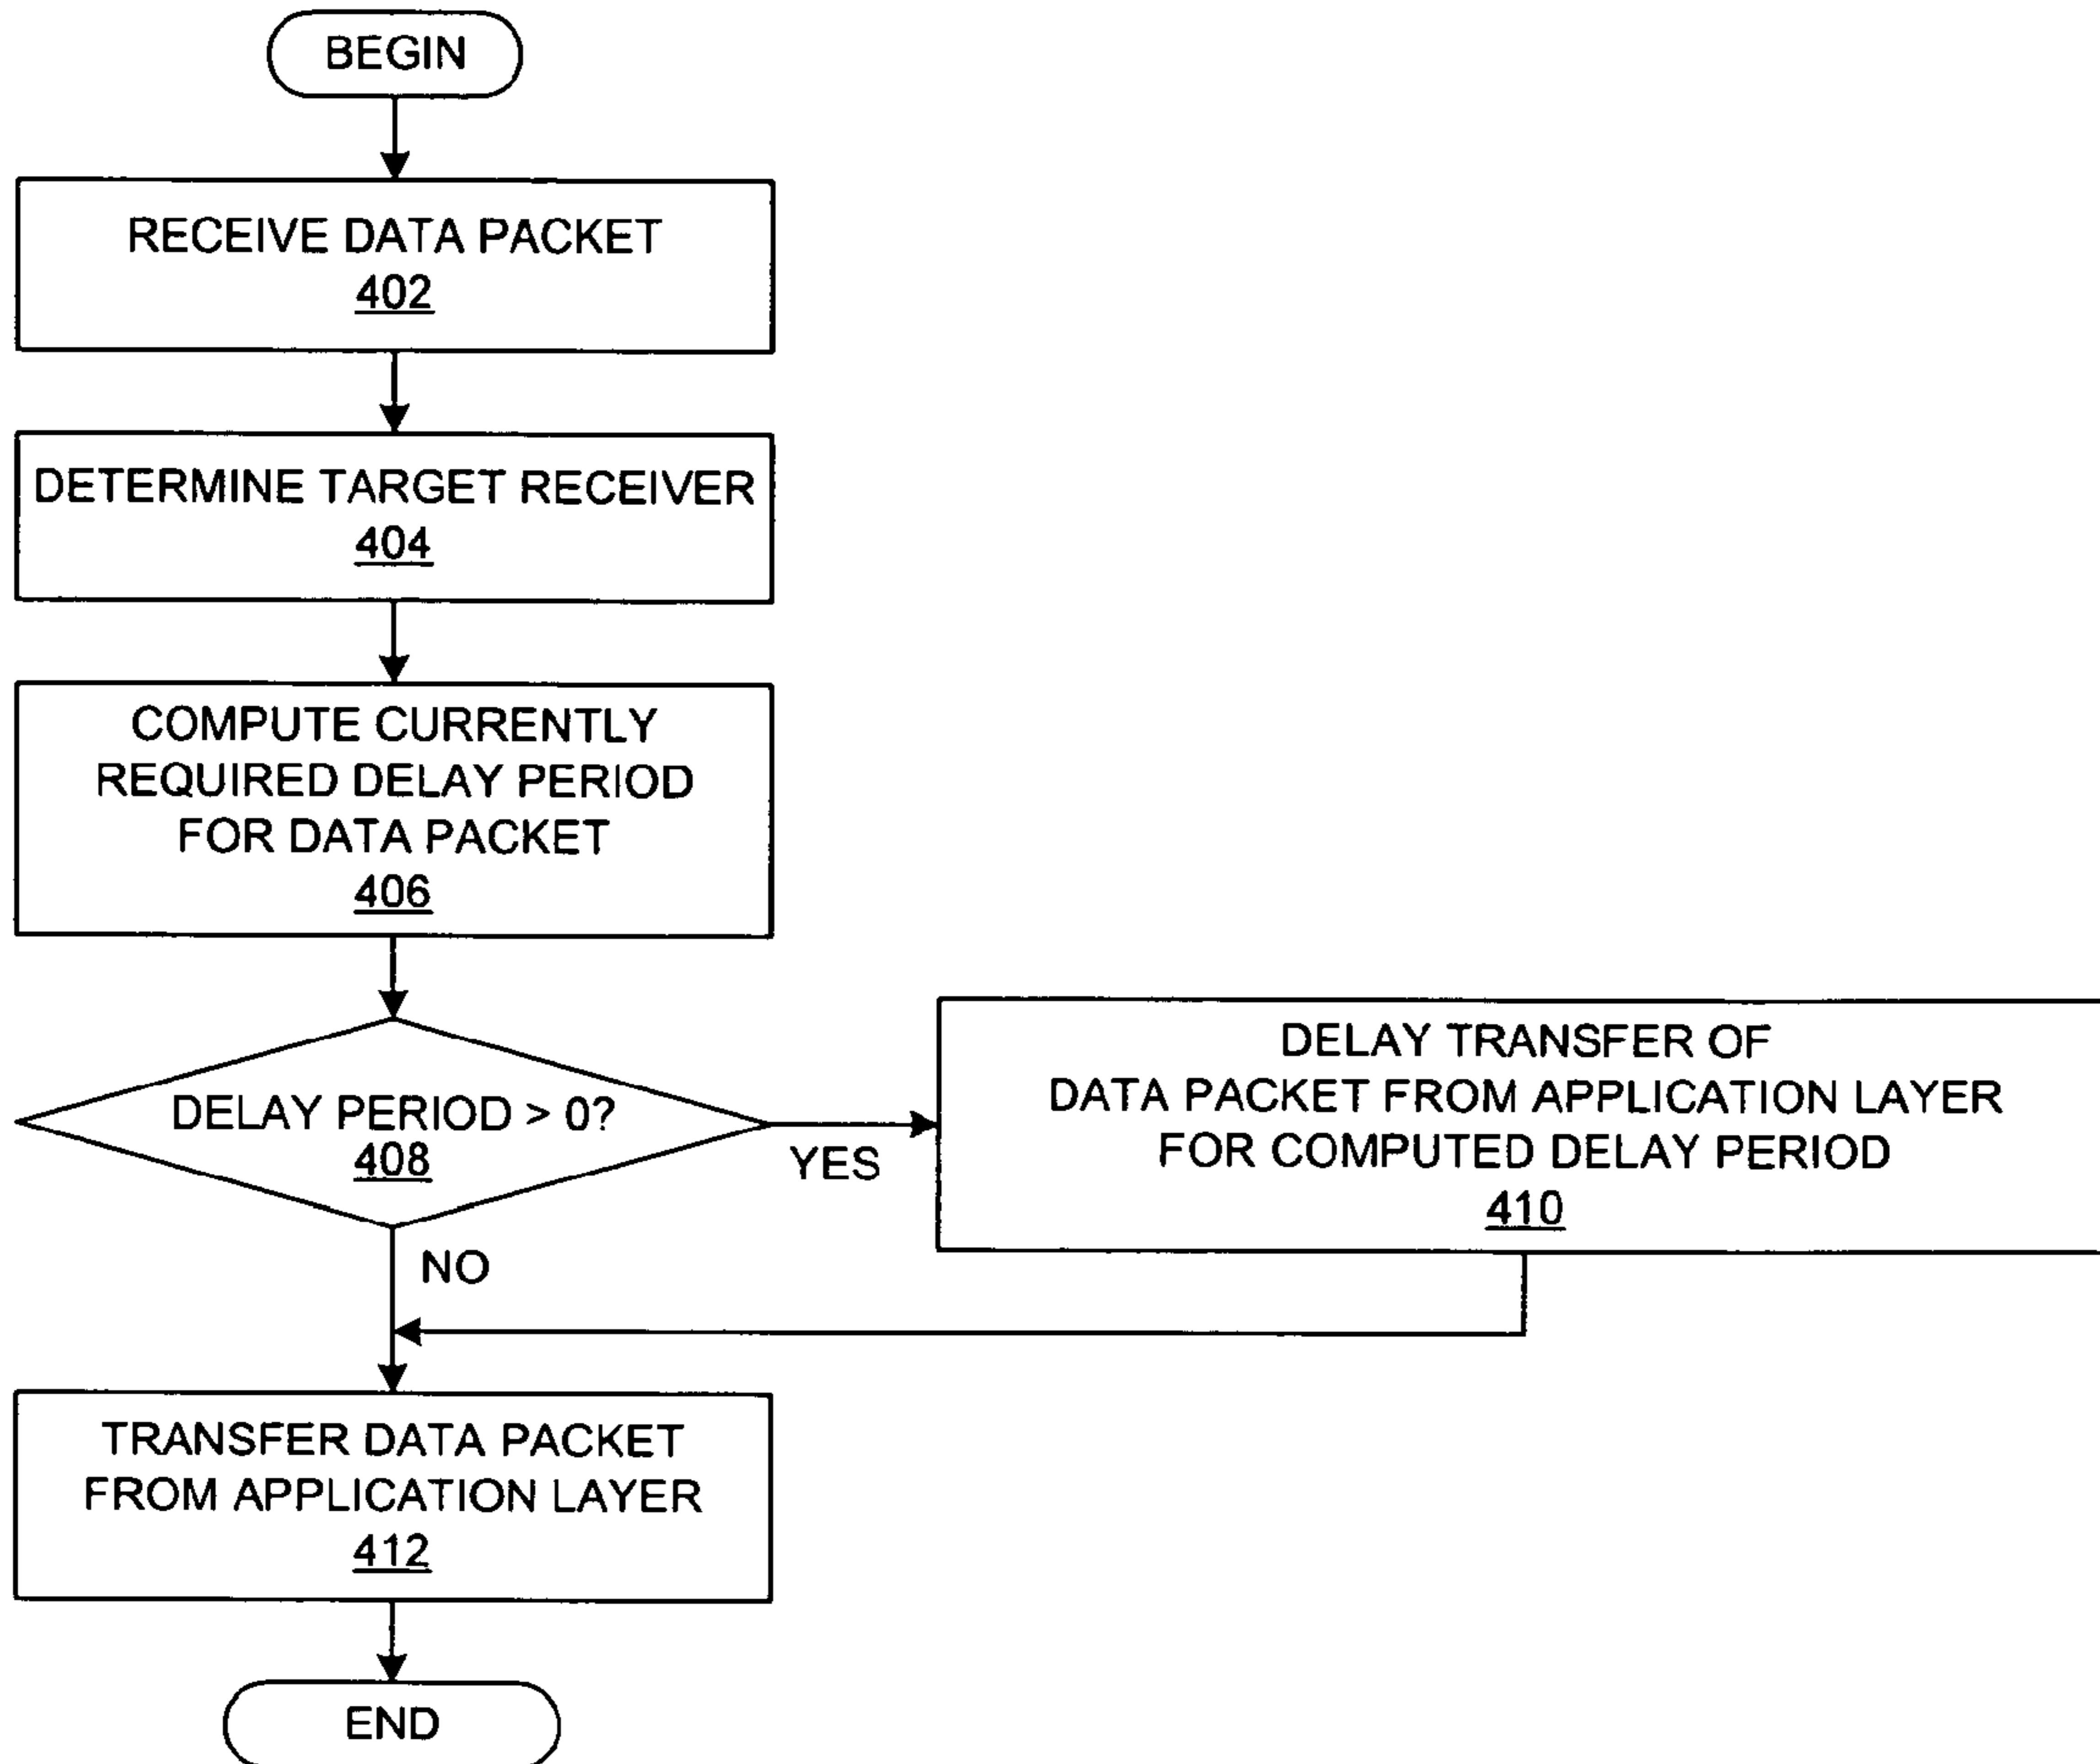 BEGIN
RECEIVE DATA PACKET
402
DETERMINE TARGET RECEIVER
404
COMPUTE CURRENTLY
REQUIRED DELAY PERIOD
FOR DATA PACKET
406
DELAY PERIOD > 0?
408
YES
DELAY TRANSFER OF
DATA PACKET FROM APPLICATION LAYER
FOR COMPUTED DELAY PERIOD
410
NO
TRANSFER DATA PACKET
FROM APPLICATION LAYER
412
END